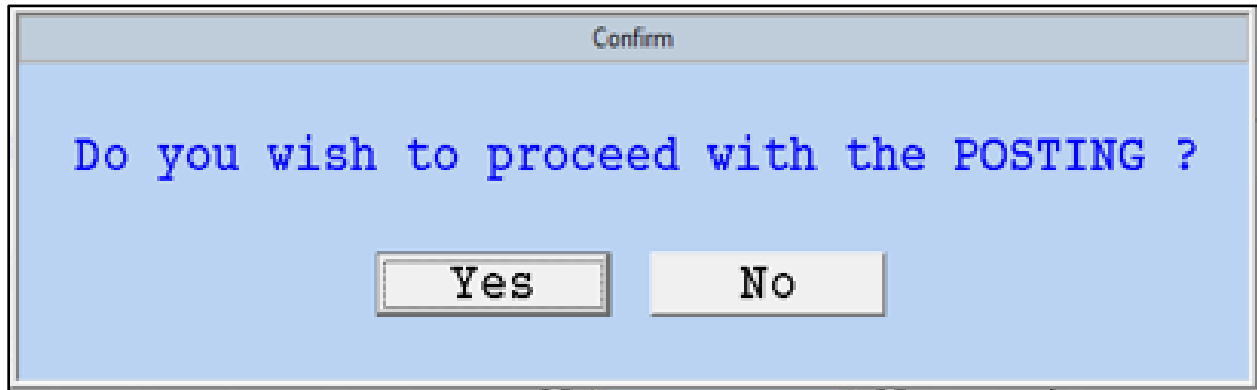 Confirm
Do you wish to proceed with the POSTING ?
Yes No